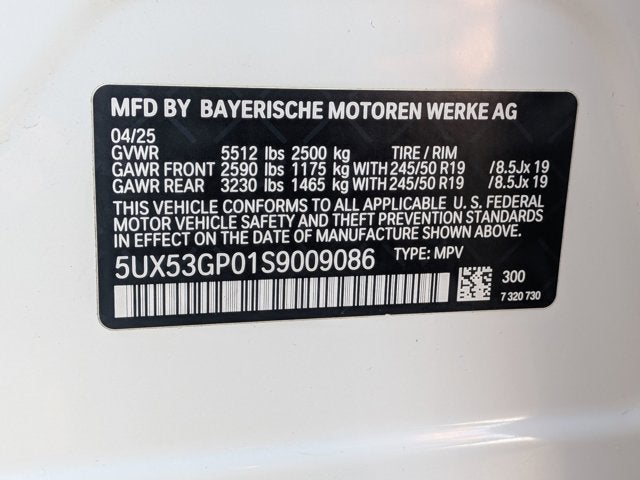 MFD BY BAYERISCHE MOTOREN WERKE AG
04/25
GVWR 5512 lbs 2500 kg TIRE / RIM
GAWR FRONT 2590 lbs 1175 kg WITH 245/50 R19 /8.5Jx 19
GAWR REAR 3230 lbs 1465 kg WITH 245/50 R19 /8.5Jx 19
THIS VEHICLE CONFORMS TO ALL APPLICABLE U. S. FEDERAL
MOTOR VEHICLE SAFETY AND THEFT PREVENTION STANDARDS
IN EFFECT ON THE DATE OF MANUFACTURE SHOWN ABOVE.
5UX53GP01S9009086 TYPE: MPV
300
7 320 730